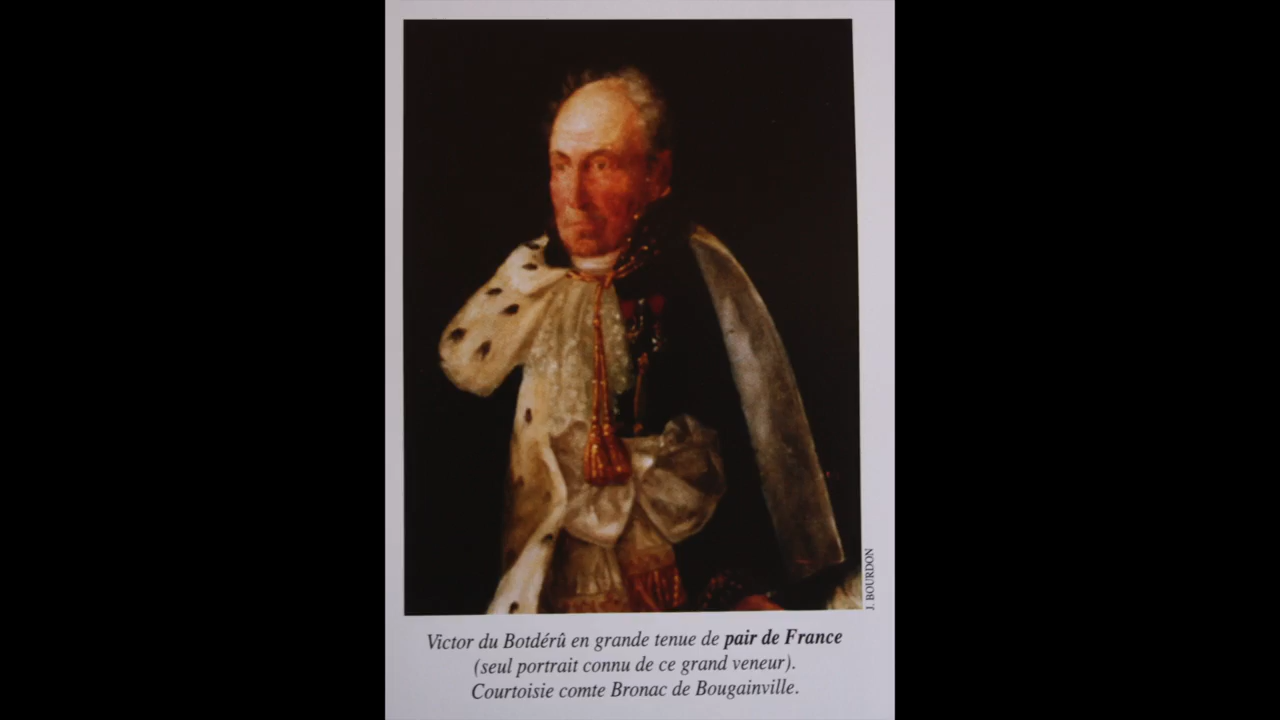 J. BOURDON
Victor du Botdérû en grande tenue de pair de France
(seul portrait connu de ce grand veneur).
Courtoisie comte Bronac de Bougainville.